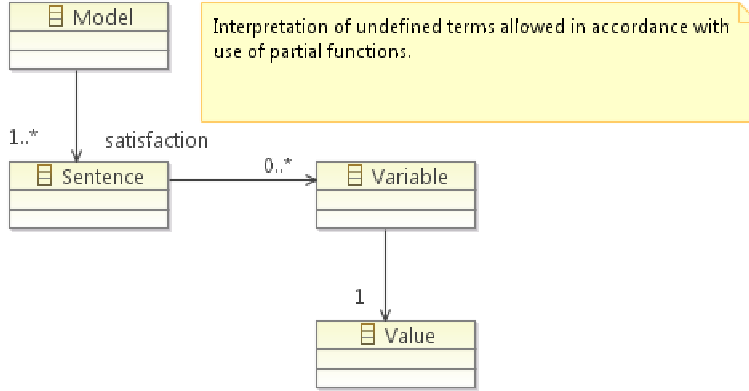 Model
Interpretation of undefined terms allowed in accordance with
use of partial functions.
1..*
satisfaction
0..*
Sentence
Variable
1
Value